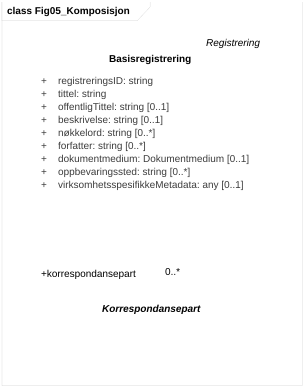 class Fig05_Komposisjon
Registrering
Basisregistrering
+ registreringsID: string
+ tittel: string
+ offentligTittel: string [0..1]
+ beskrivelse: string [0..1]
+ nøkkelord: string [0..*]
+ forfatter: string [0..*]
+ dokumentmedium: Dokumentmedium [0..1]
+ oppbevaringssted: string [0..*]
+ virksomhetsspesifikkeMetadata: any [0..1]
+korrespondansepart 0..*
Korrespondansepart